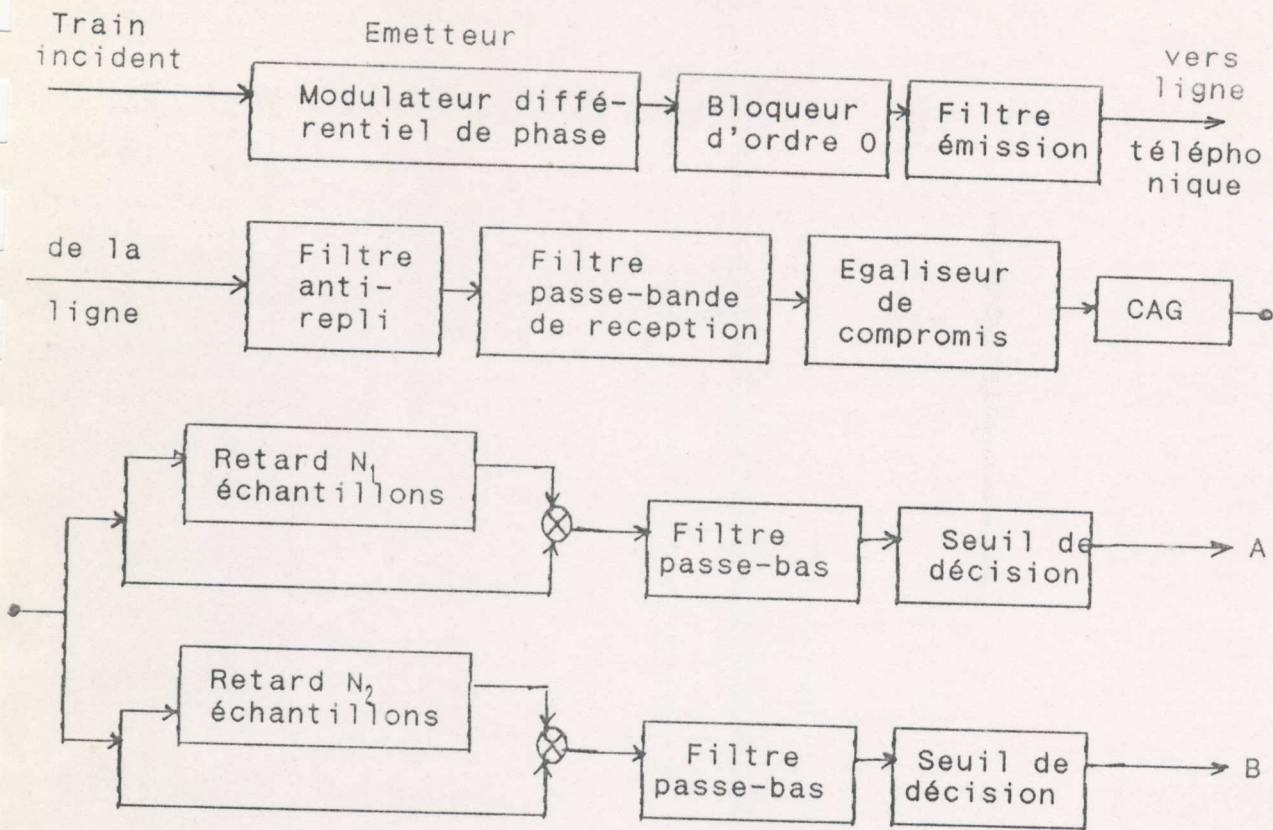 Train
incident
Emetteur
Modulateur diffé-
rentiel de phase
Bloqueur
d'ordre O
Filtre
émission
vers
ligne
télépho
nique
de la
ligne
Filtre
anti-
repli
Filtre
passe-bande
de reception
Egaliseur
de
compromis
CAG
Retard N₁
échantillons
Filtre
passe-bas
Seuil de
décision
A
Retard N₂
échantillons
Filtre
passe-bas
Seuil de
décision
B